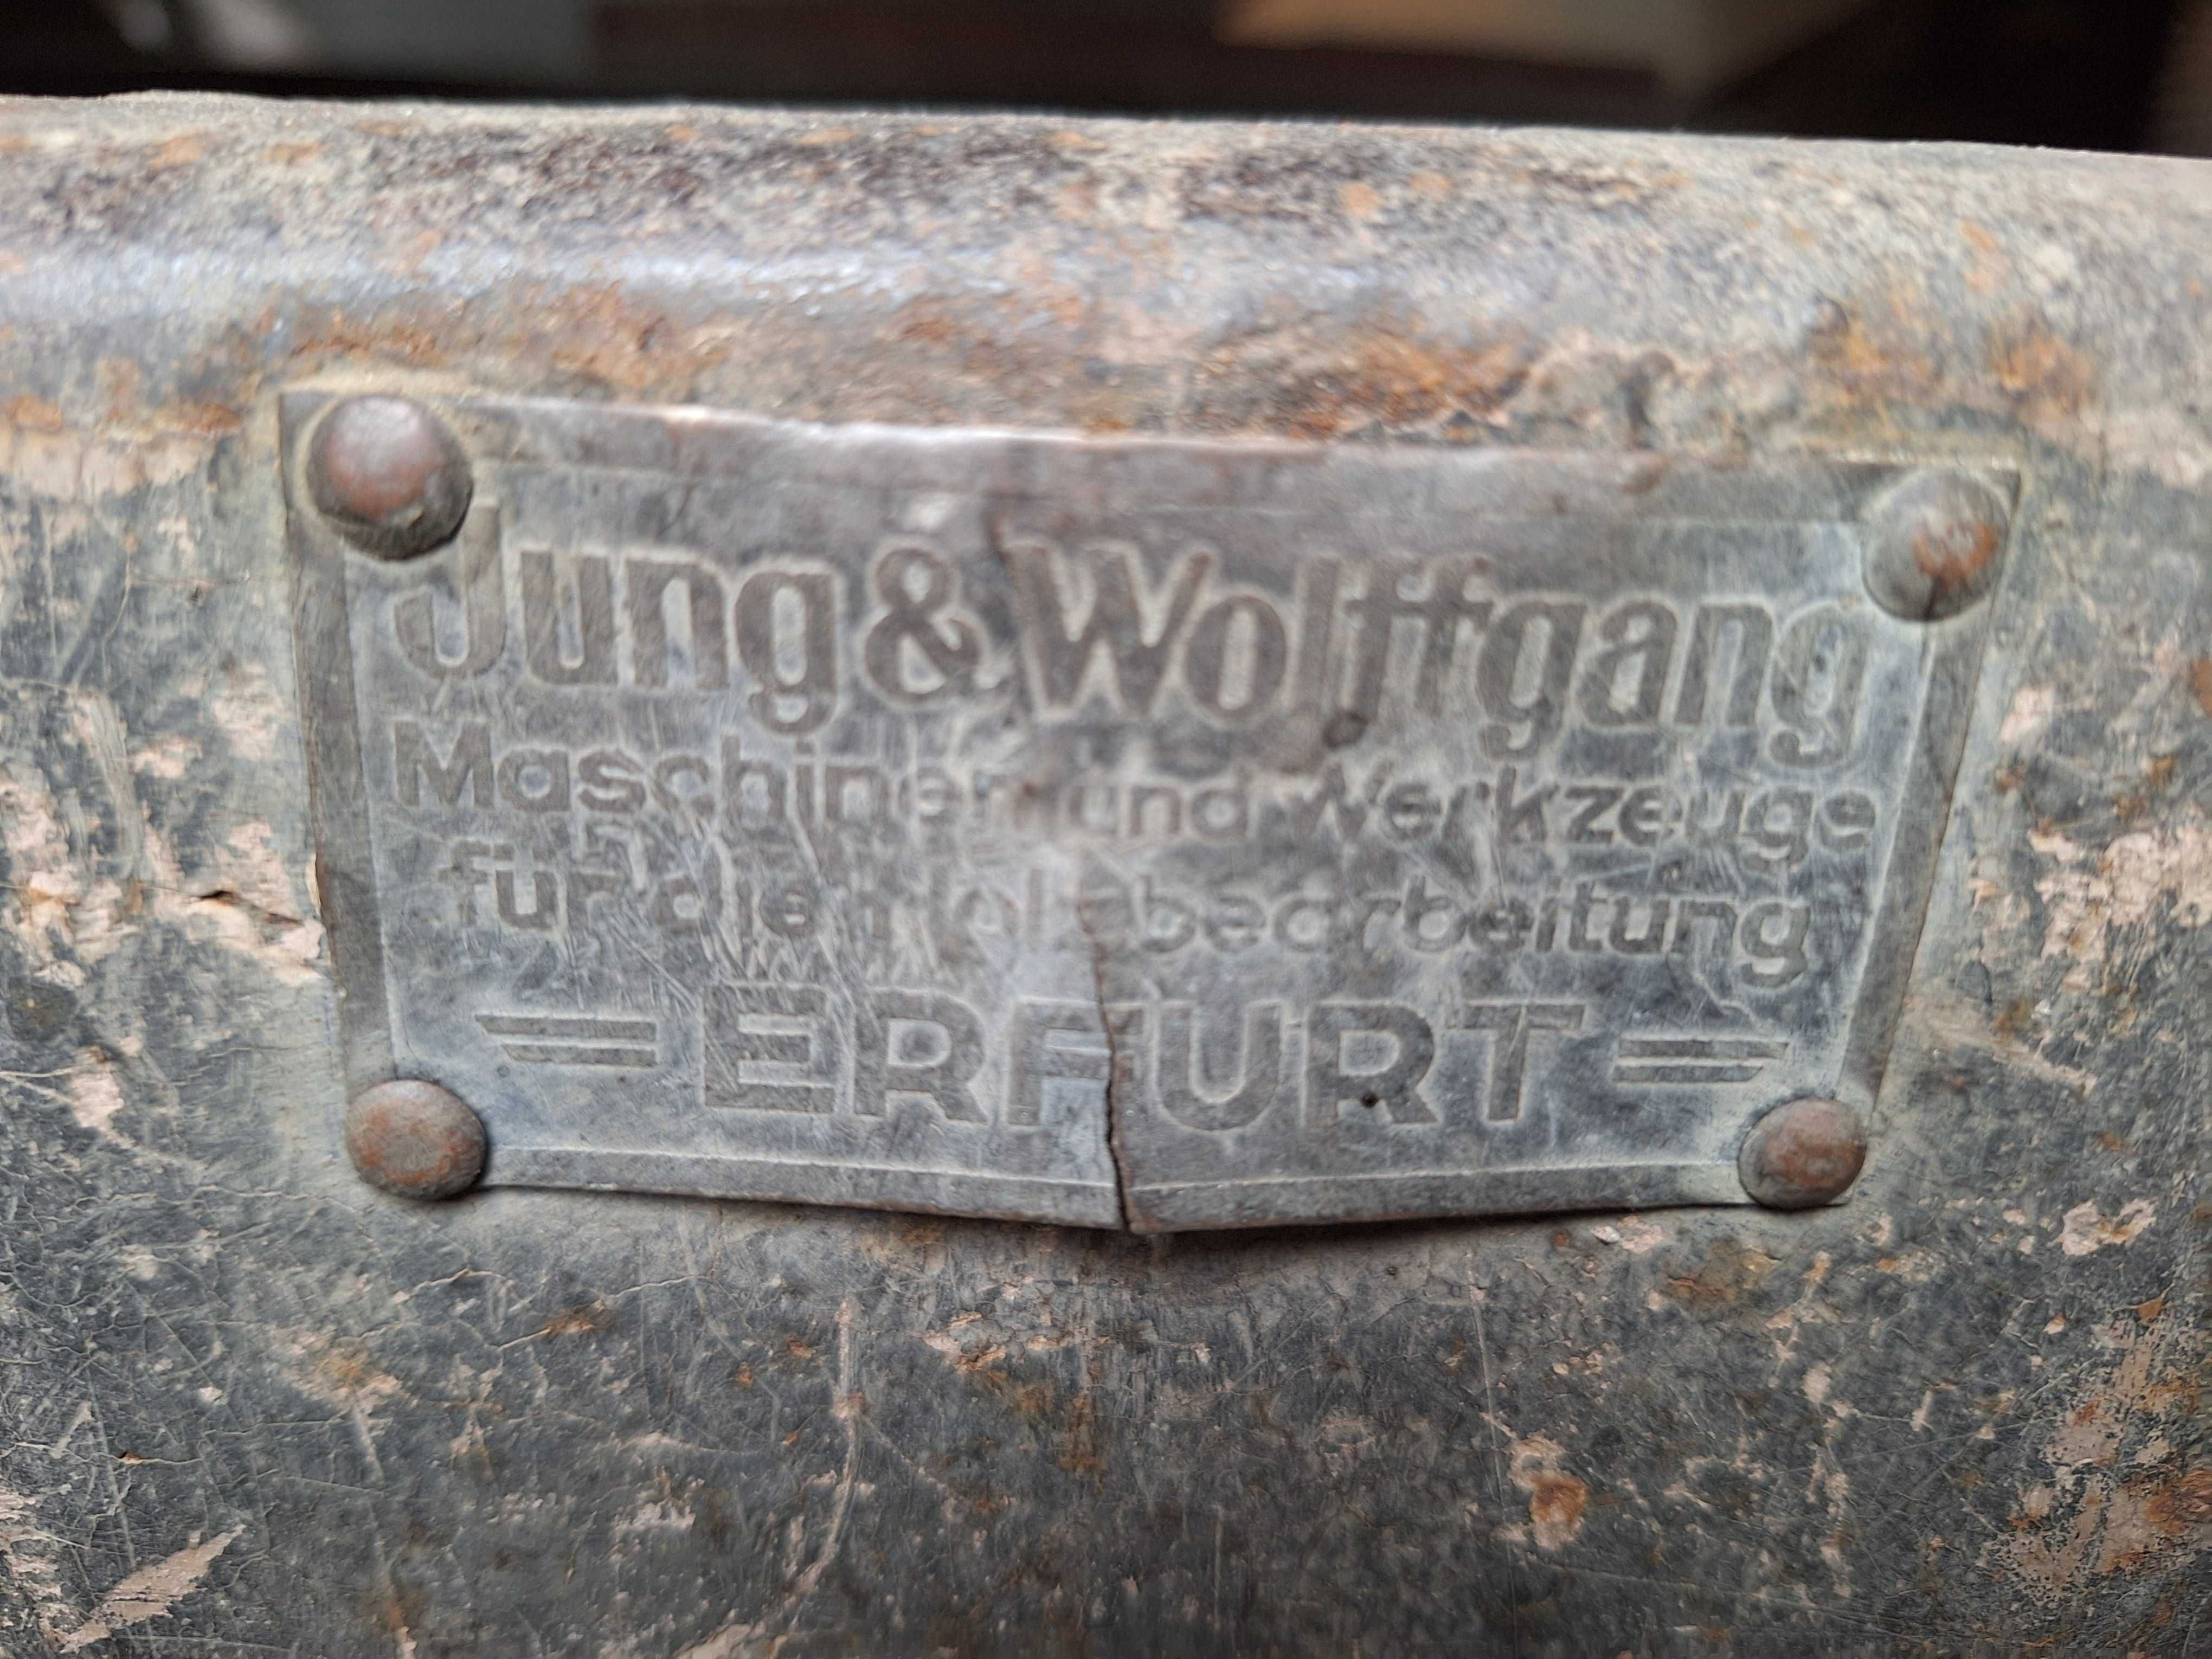 Jung & Wolffgang
Maschinen und Werkzeuge
für die Holzbearbeitung
ERFURT